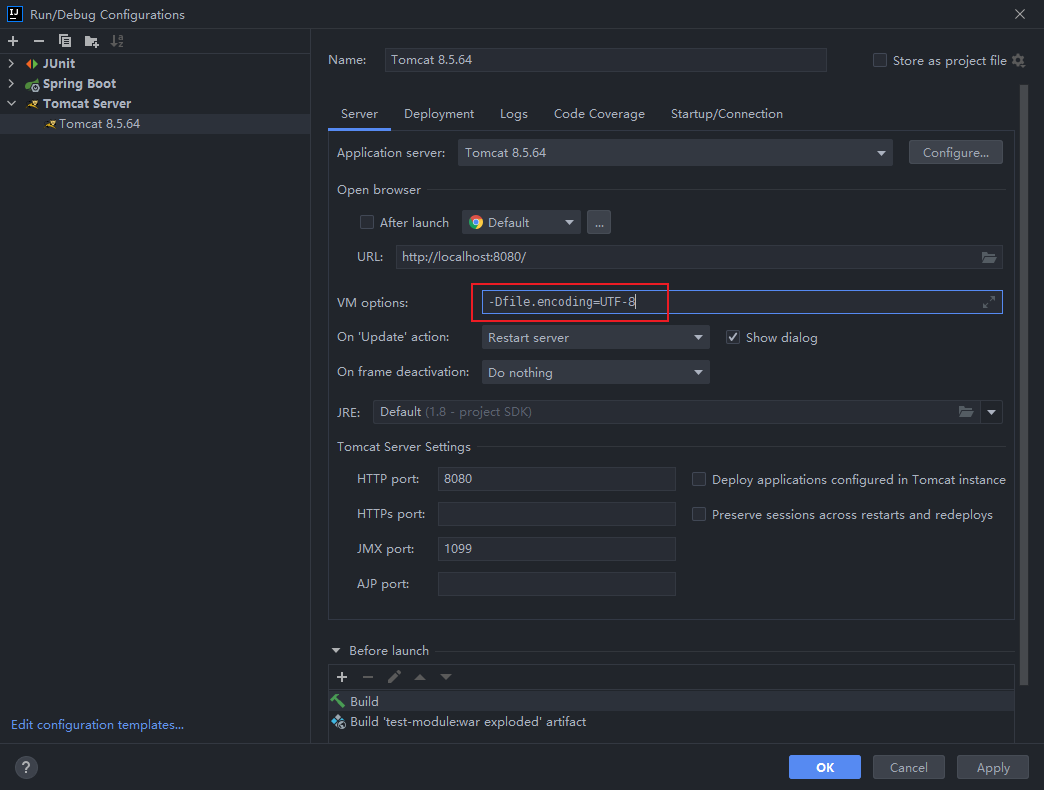 IJ Run/Debug Configurations
JUnit
Spring Boot
Tomcat Server
Tomcat 8.5.64
Edit configuration templates...
Name: Tomcat 8.5.64 Store as project file
Server Deployment Logs Code Coverage Startup/Connection
Application server: Tomcat 8.5.64 Configure...
Open browser
After launch Default ...
URL: http://localhost:8080/
VM options: -Dfile.encoding=UTF-8
On 'Update' action: Restart server Show dialog
On frame deactivation: Do nothing
JRE: Default (1.8 - project SDK)
Tomcat Server Settings
HTTP port: 8080 Deploy applications configured in Tomcat instance
HTTPs port: Preserve sessions across restarts and redeploys
JMX port: 1099
AJP port:
Before launch
Build
Build 'test-module:war exploded' artifact
? OK Cancel Apply